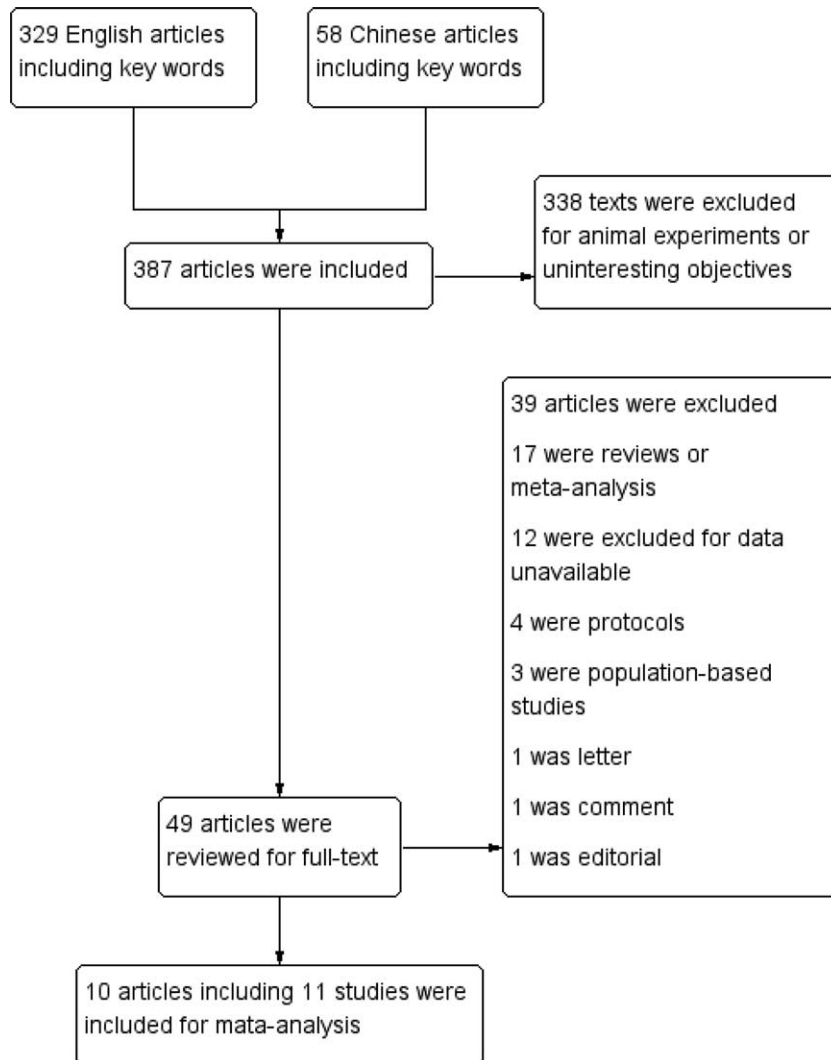 329 English articles
including key words
58 Chinese articles
including key words
338 texts were excluded
for animal experiments or
uninteresting objectives
387 articles were included
39 articles were excluded
17 were reviews or
meta-analysis
12 were excluded for data
unavailable
4 were protocols
3 were population-based
studies
1 was letter
1 was comment
1 was editorial
49 articles were
reviewed for full-text
10 articles including 11 studies were
included for mata-analysis